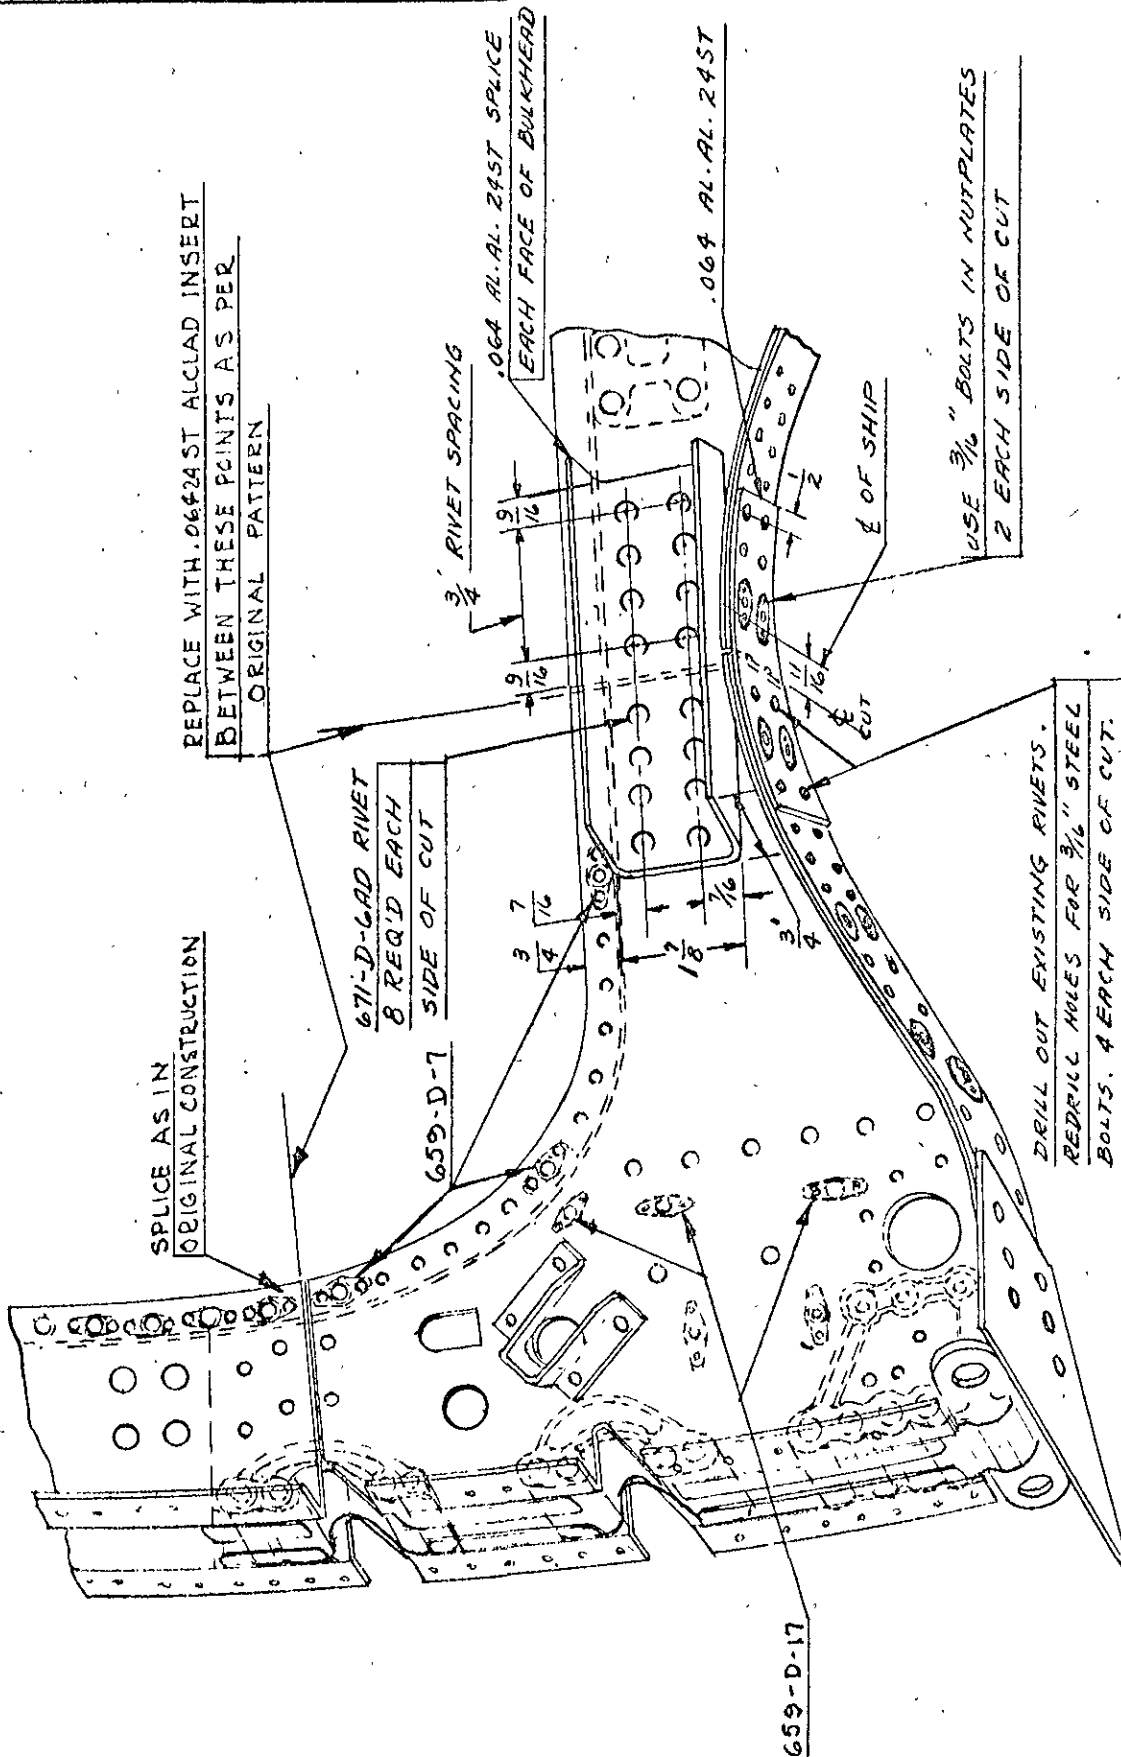 SPLICE AS IN
ORIGINAL CONSTRUCTION
REPLACE WITH .064 24ST ALCLAD INSERT
BETWEEN THESE POINTS AS PER
ORIGINAL PATTERN
671-D-6AD RIVET
8 REQ'D EACH
SIDE OF CUT
659-D-7
3/4 RIVET SPACING
9/16
9/16
.064 AL. AL. 24ST SPLICE
EACH FACE OF BULKHEAD
.064 AL. AL. 24ST
7/16
3/4
1 7/8
7/16
3/4
1/2
11/16
℄
CUT
℄ OF SHIP
USE 3/16" BOLTS IN NUTPLATES
2 EACH SIDE OF CUT
DRILL OUT EXISTING RIVETS.
REDRILL HOLES FOR 3/16" STEEL
BOLTS. 4 EACH SIDE OF CUT.
659-D-17